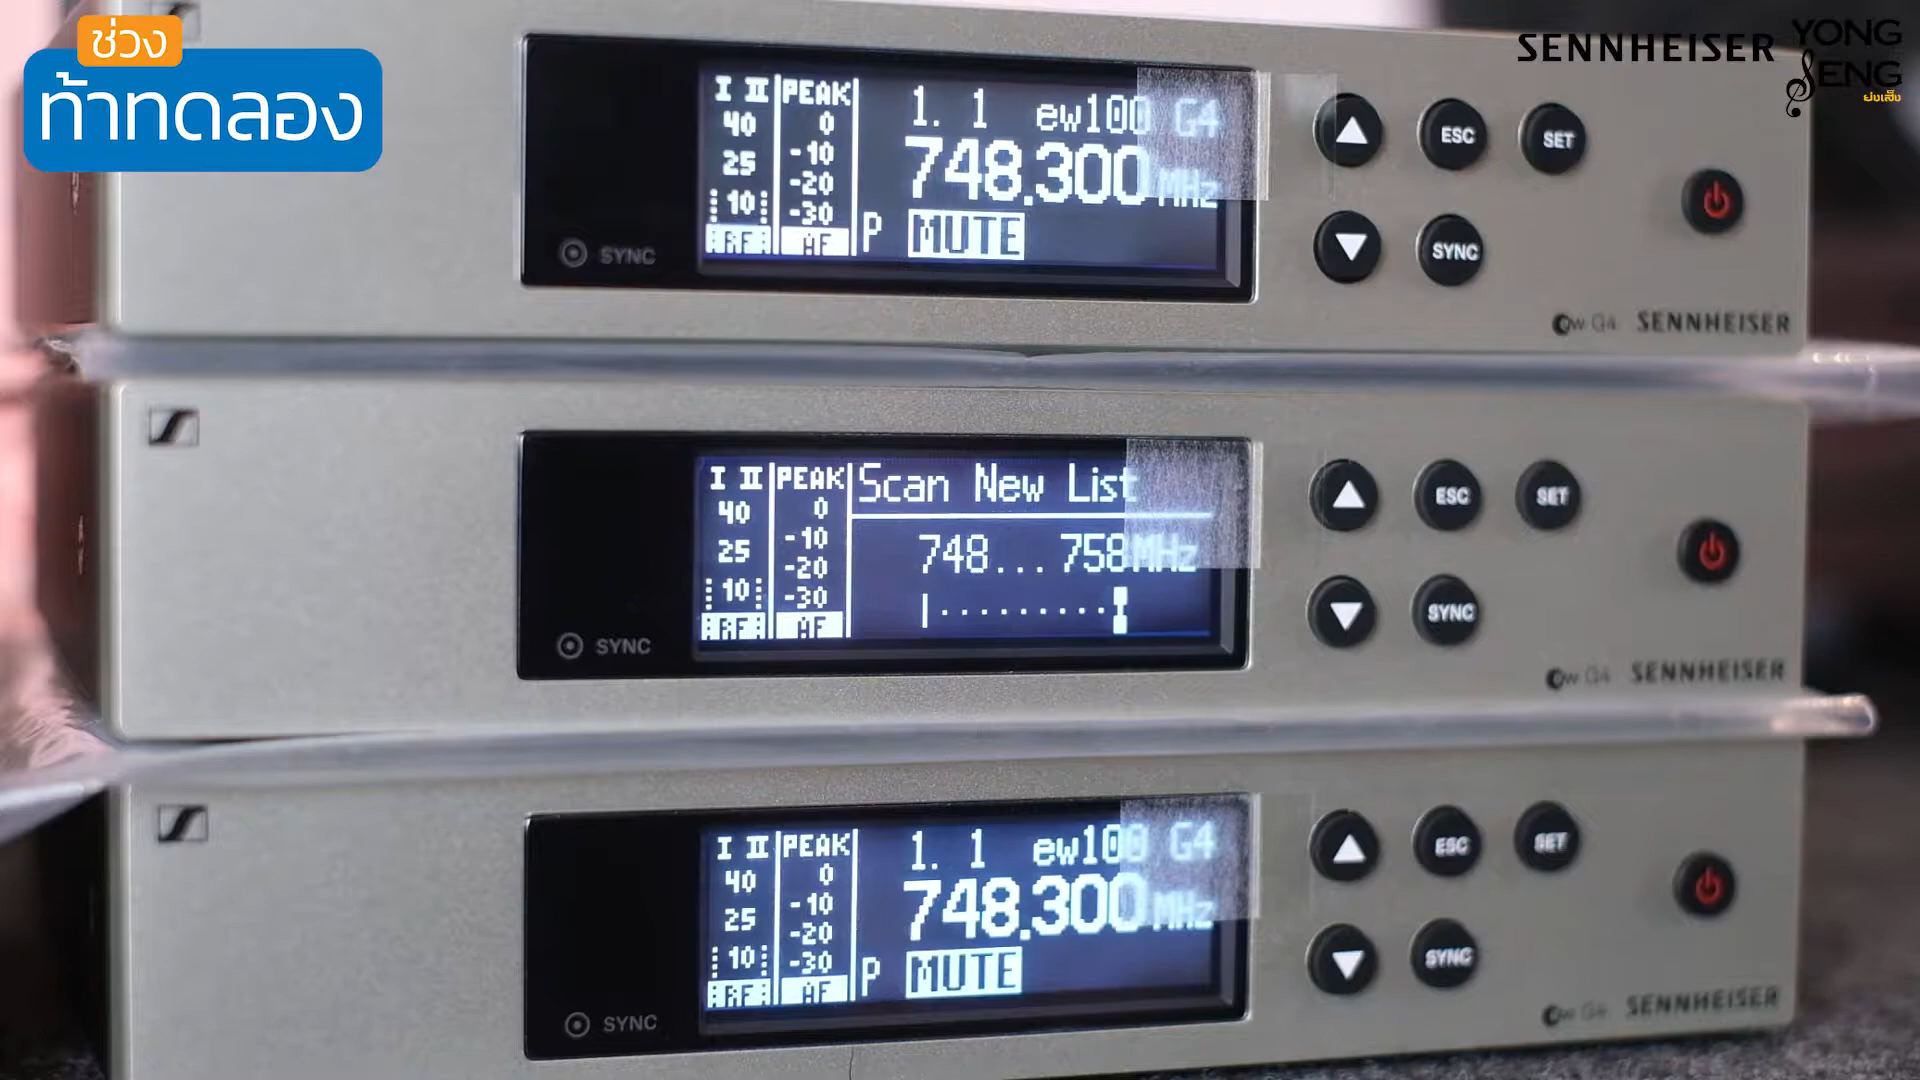 ช่วง
ท้าทดลอง
SENNHEISER
YONG
SENG
ย่งเส็ง
I II PEAK 1. 1 ew100 G4
40 0
748.300 MHz
25 -10
-20
10 -30
RF AF P MUTE
SYNC
ESC SET
SYNC
ew G4 SENNHEISER
I II PEAK Scan New List
40 0
25 -10 748... 758MHz
-20
10 -30
RF AF
SYNC
ESC SET
SYNC
ew G4 SENNHEISER
I II PEAK 1. 1 ew100 G4
40 0
748.300 MHz
25 -10
-20
10 -30
RF AF P MUTE
SYNC
ESC SET
SYNC
ew G4 SENNHEISER